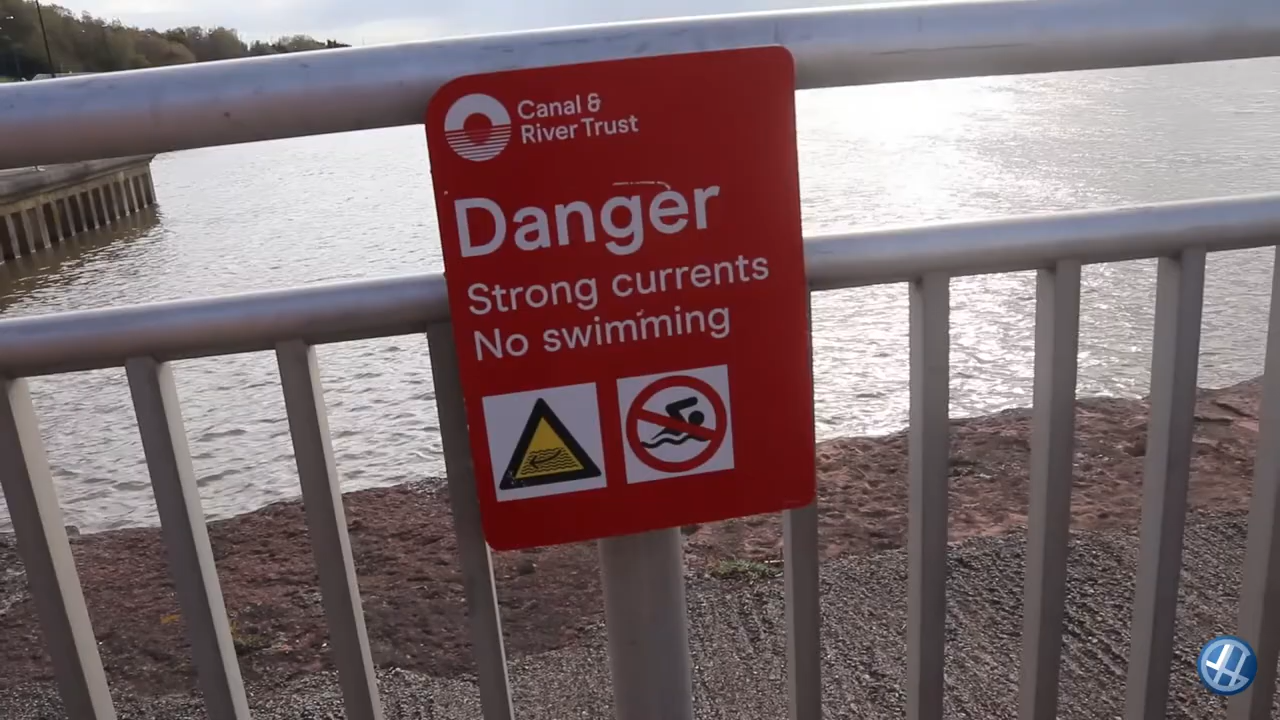 Canal &
River Trust
Danger
Strong currents
No swimming